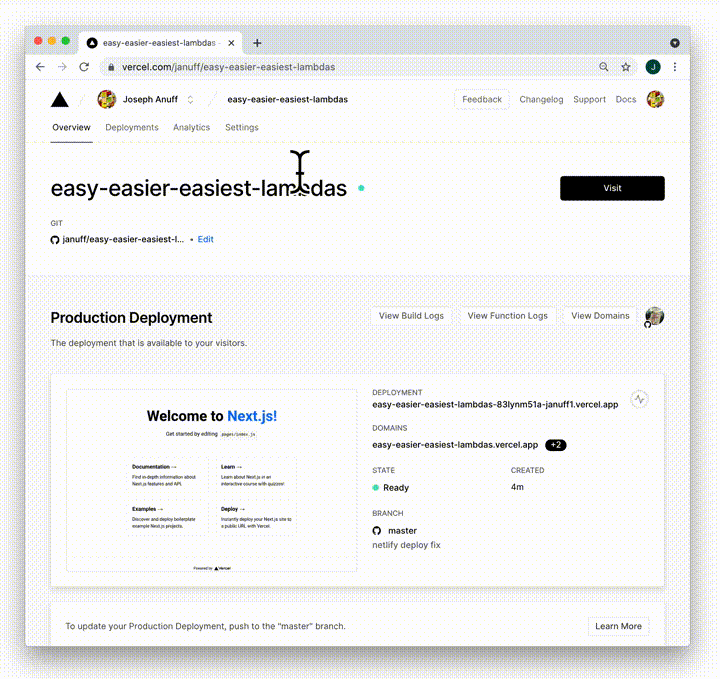 easy-easier-easiest-lambdas -
vercel.com/januff/easy-easier-easiest-lambdas
J
Joseph Anuff easy-easier-easiest-lambdas Feedback Changelog Support Docs
Overview Deployments Analytics Settings
easy-easier-easiest-lambdas Visit
GIT
januff/easy-easier-easiest-l... • Edit
Production Deployment View Build Logs View Function Logs View Domains
The deployment that is available to your visitors.
Welcome to Next.js!
Get started by editing pages/index.js
Documentation →
Find in-depth information about
Next.js features and API.
Learn →
Learn about Next.js in an
interactive course with quizzes!
Examples →
Discover and deploy boilerplate
example Next.js projects.
Deploy →
Instantly deploy your Next.js site to
a public URL with Vercel.
Powered by Vercel
DEPLOYMENT
easy-easier-easiest-lambdas-83lynm51a-januff1.vercel.app
DOMAINS
easy-easier-easiest-lambdas.vercel.app +2
STATE CREATED
Ready 4m
BRANCH
master
netlify deploy fix
To update your Production Deployment, push to the "master" branch. Learn More